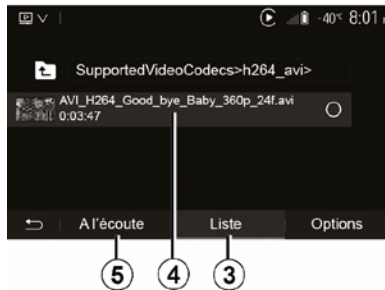 -40°c 8:01
SupportedVideoCodecs>h264_avi>
AVI_H264_Good_bye_Baby_360p_24f.avi
0:03:47
A l'écoute Liste Options
5 4 3